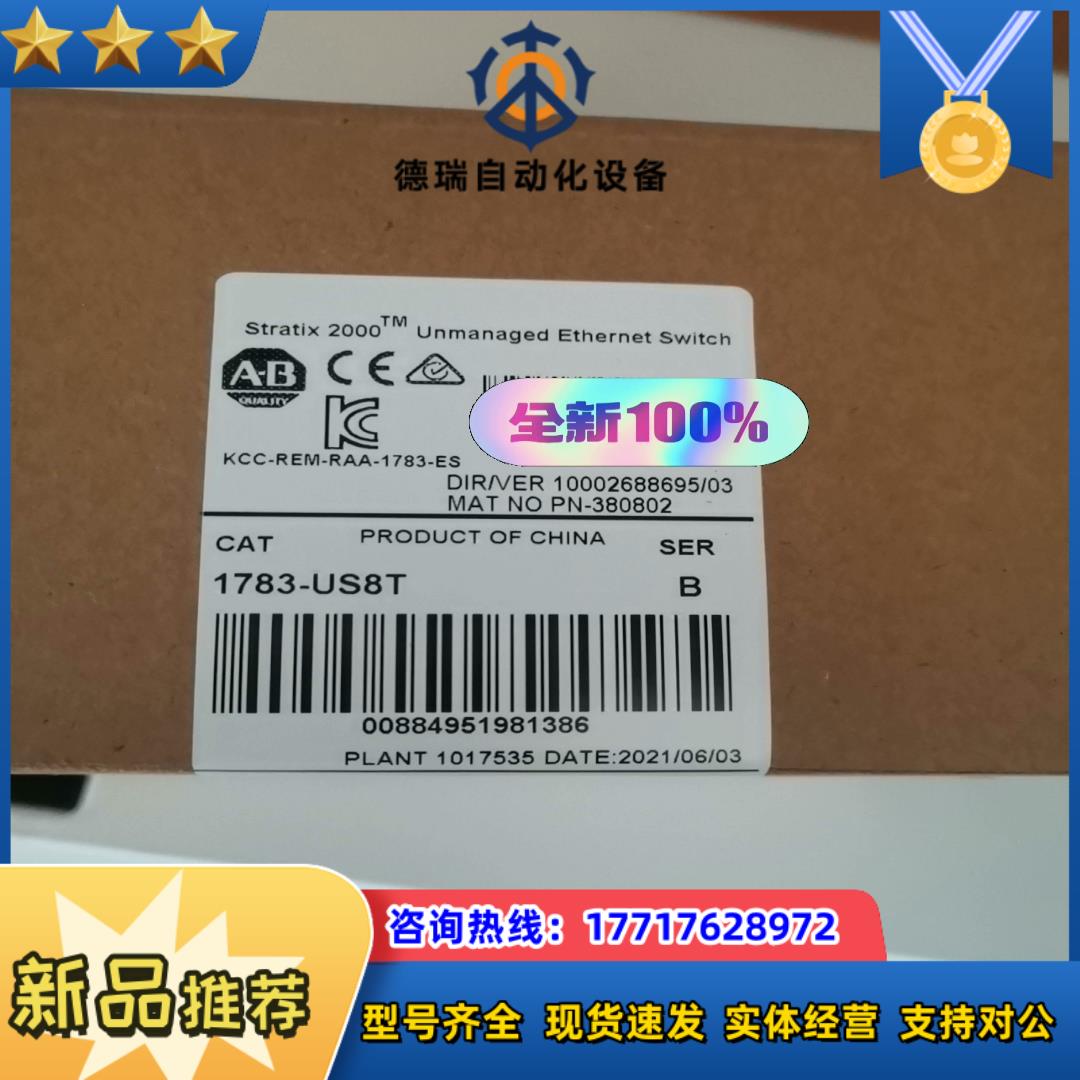 德瑞自动化设备
Stratix 2000™ Unmanaged Ethernet Switch
A-B
QUALITY
CE
KC
全新100%
KCC-REM-RAA-1783-ES
DIR/VER 10002688695/03
MAT NO PN-380802
PRODUCT OF CHINA
CAT
SER
1783-US8T
B
00884951981386
PLANT 1017535 DATE:2021/06/03
咨询热线：17717628972
新品推荐
型号齐全 现货速发 实体经营 支持对公